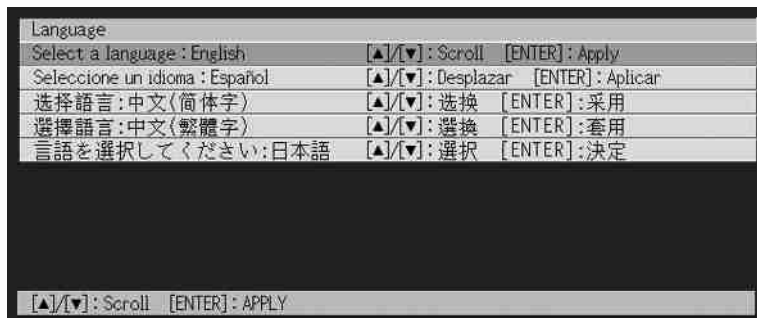 Language
Select a language : English [▲]/[▼] : Scroll [ENTER] : Apply
Seleccione un idioma : Español [▲]/[▼] : Desplazar [ENTER] : Aplicar
选择語言:中文(简体字) [▲]/[▼] : 选换 [ENTER] :采用
選擇語言:中文(繁體字) [▲]/[▼] : 選換 [ENTER] :套用
言語を選択してください:日本語 [▲]/[▼] : 選択 [ENTER] :決定
[▲]/[▼] : Scroll [ENTER] : APPLY